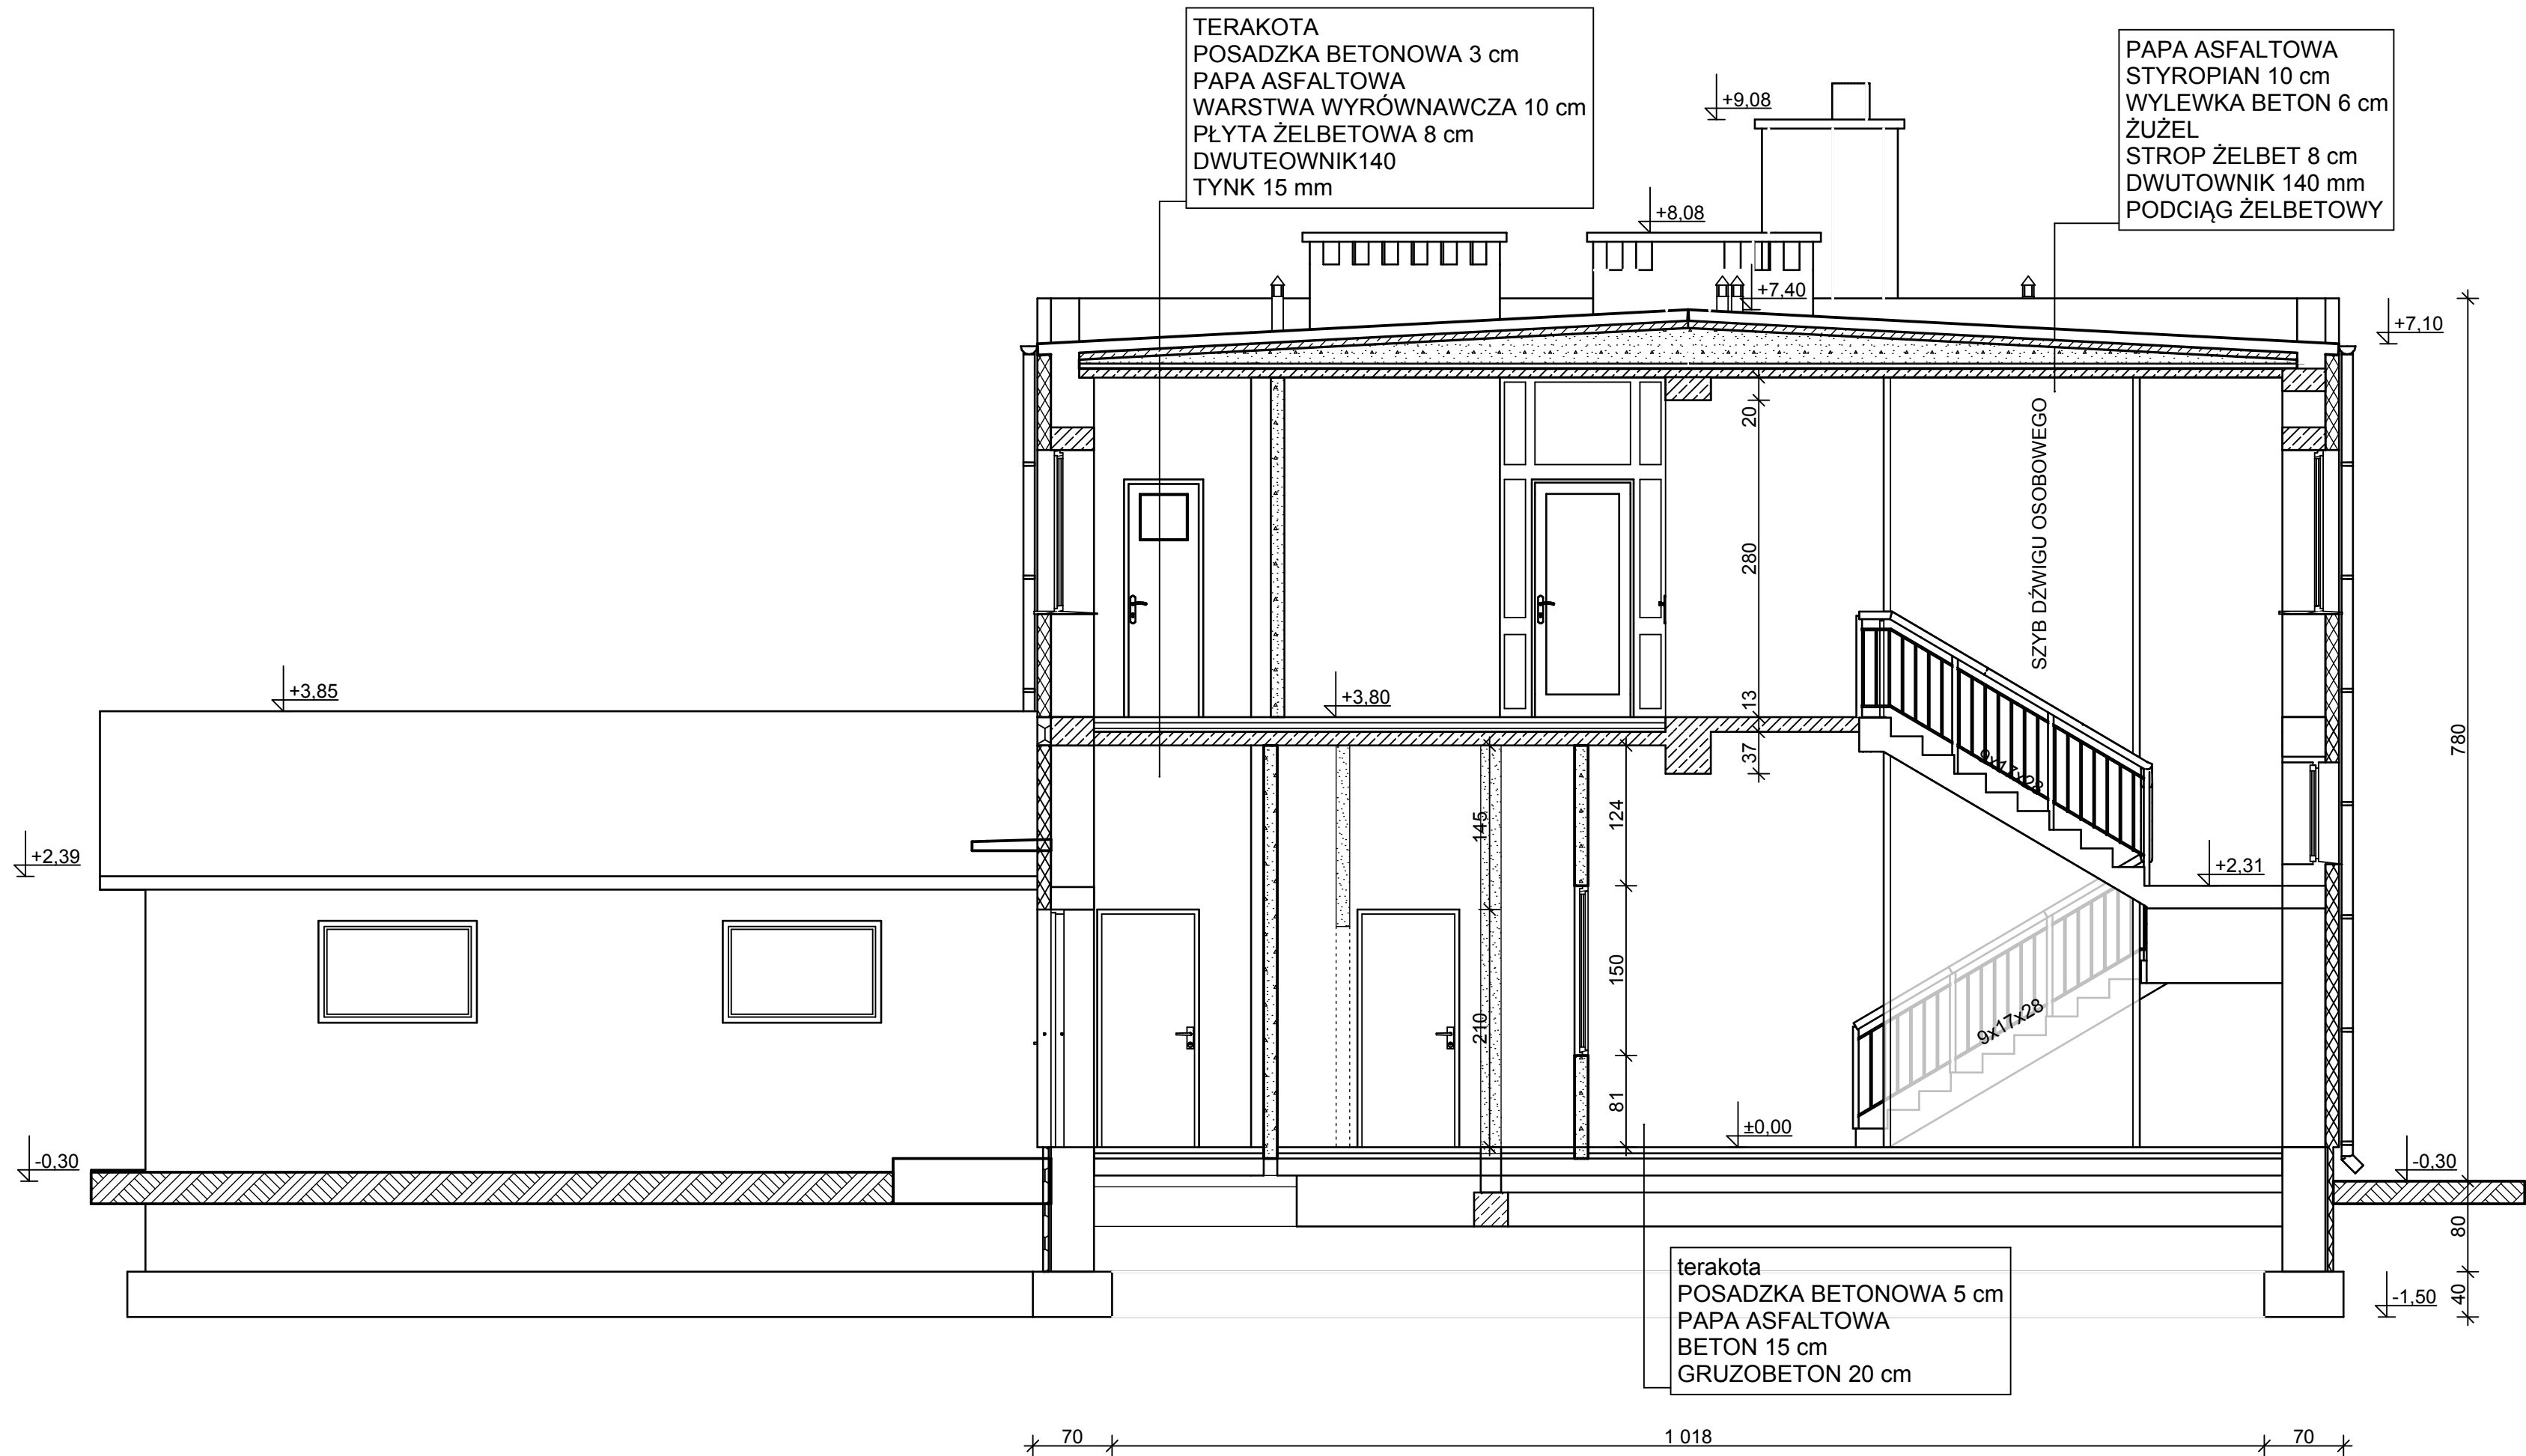 TERAKOTA
POSADZKA BETONOWA 3 cm
PAPA ASFALTOWA
WARSTWA WYRÓWNAWCZA 10 cm
PŁYTA ŻELBETOWA 8 cm
DWUTEOWNIK140
TYNK 15 mm
PAPA ASFALTOWA
STYROPIAN 10 cm
WYLEWKA BETON 6 cm
ŻUŻEL
STROP ŻELBET 8 cm
DWUTOWNIK 140 mm
PODCIĄG ŻELBETOWY
+9,08
+8,08
+7,40
+7,10
20
280
13
37
SZYB DŹWIGU OSOBOWEGO
+3,85
+3,80
780
+2,39
145
124
9x17x28
+2,31
150
210
9x17x28
81
±0,00
-0,30
-0,30
80
40
-1,50
terakota
POSADZKA BETONOWA 5 cm
PAPA ASFALTOWA
BETON 15 cm
GRUZOBETON 20 cm
70
1 018
70